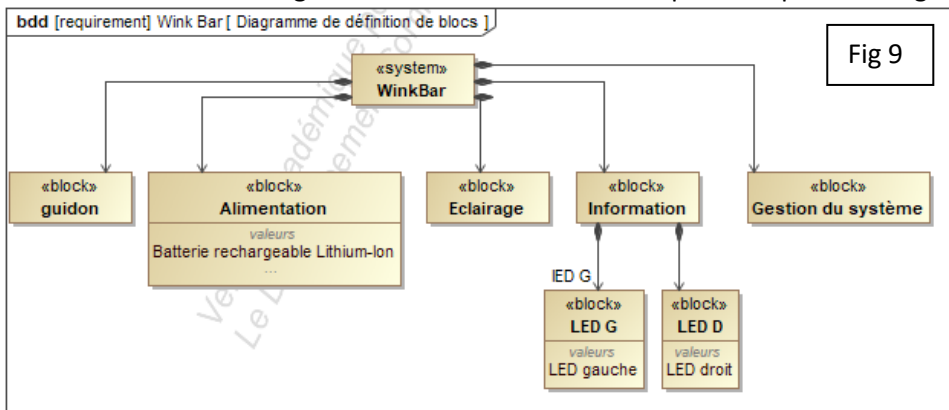 bdd [requirement] Wink Bar [ Diagramme de définition de blocs ]
Fig 9
«system»
WinkBar
«block»
guidon
«block»
Alimentation
valeurs
Batterie rechargeable Lithium-Ion
...
«block»
Eclairage
«block»
Information
«block»
Gestion du système
lED G
«block»
LED G
valeurs
LED gauche
«block»
LED D
valeurs
LED droit